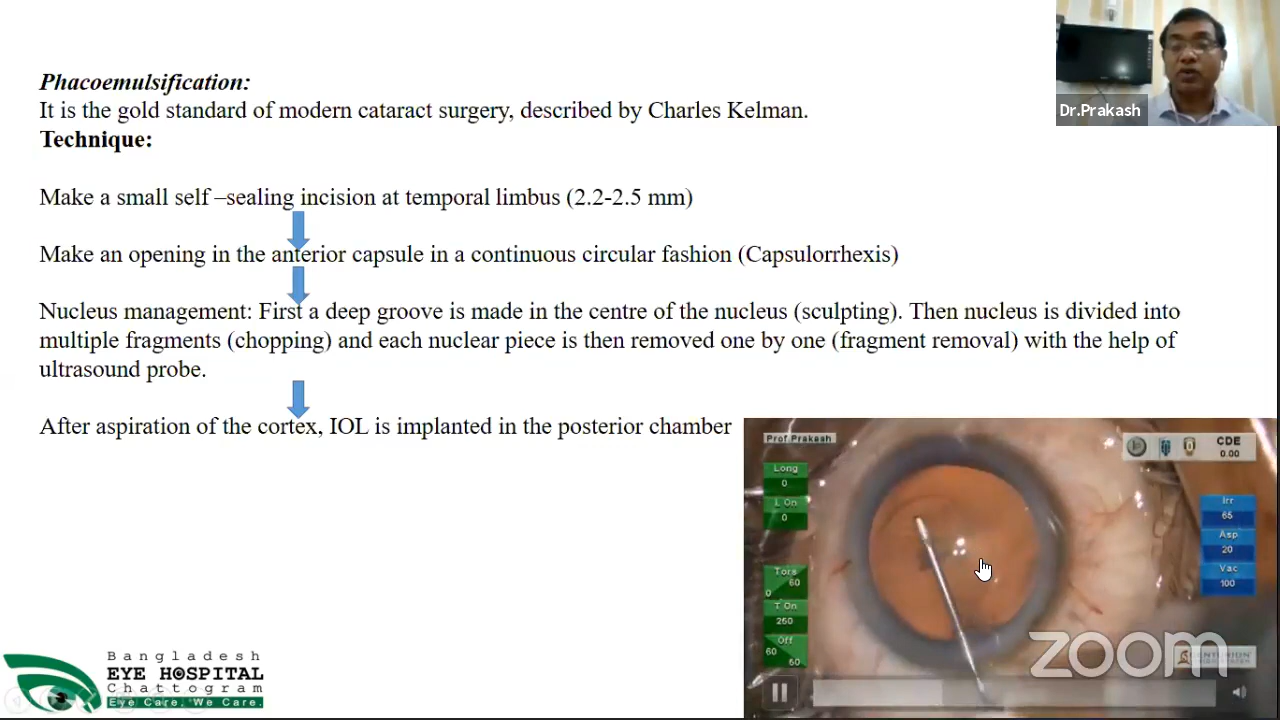 Phacoemulsification:
It is the gold standard of modern cataract surgery, described by Charles Kelman.
Technique:
Make a small self –sealing incision at temporal limbus (2.2-2.5 mm)
Make an opening in the anterior capsule in a continuous circular fashion (Capsulorrhexis)
Nucleus management: First a deep groove is made in the centre of the nucleus (sculpting). Then nucleus is divided into
multiple fragments (chopping) and each nuclear piece is then removed one by one (fragment removal) with the help of
ultrasound probe.
After aspiration of the cortex, IOL is implanted in the posterior chamber
Dr.Prakash
Prof.Prakash
Long
0
L On
0
Tors
60
0
T On
250
Off
60
60
CDE
0.00
Irr
65
Asp
20
Vac
100
zoom
Bangladesh
EYE HOSPITAL
Chattogram
Eye Care. We Care.